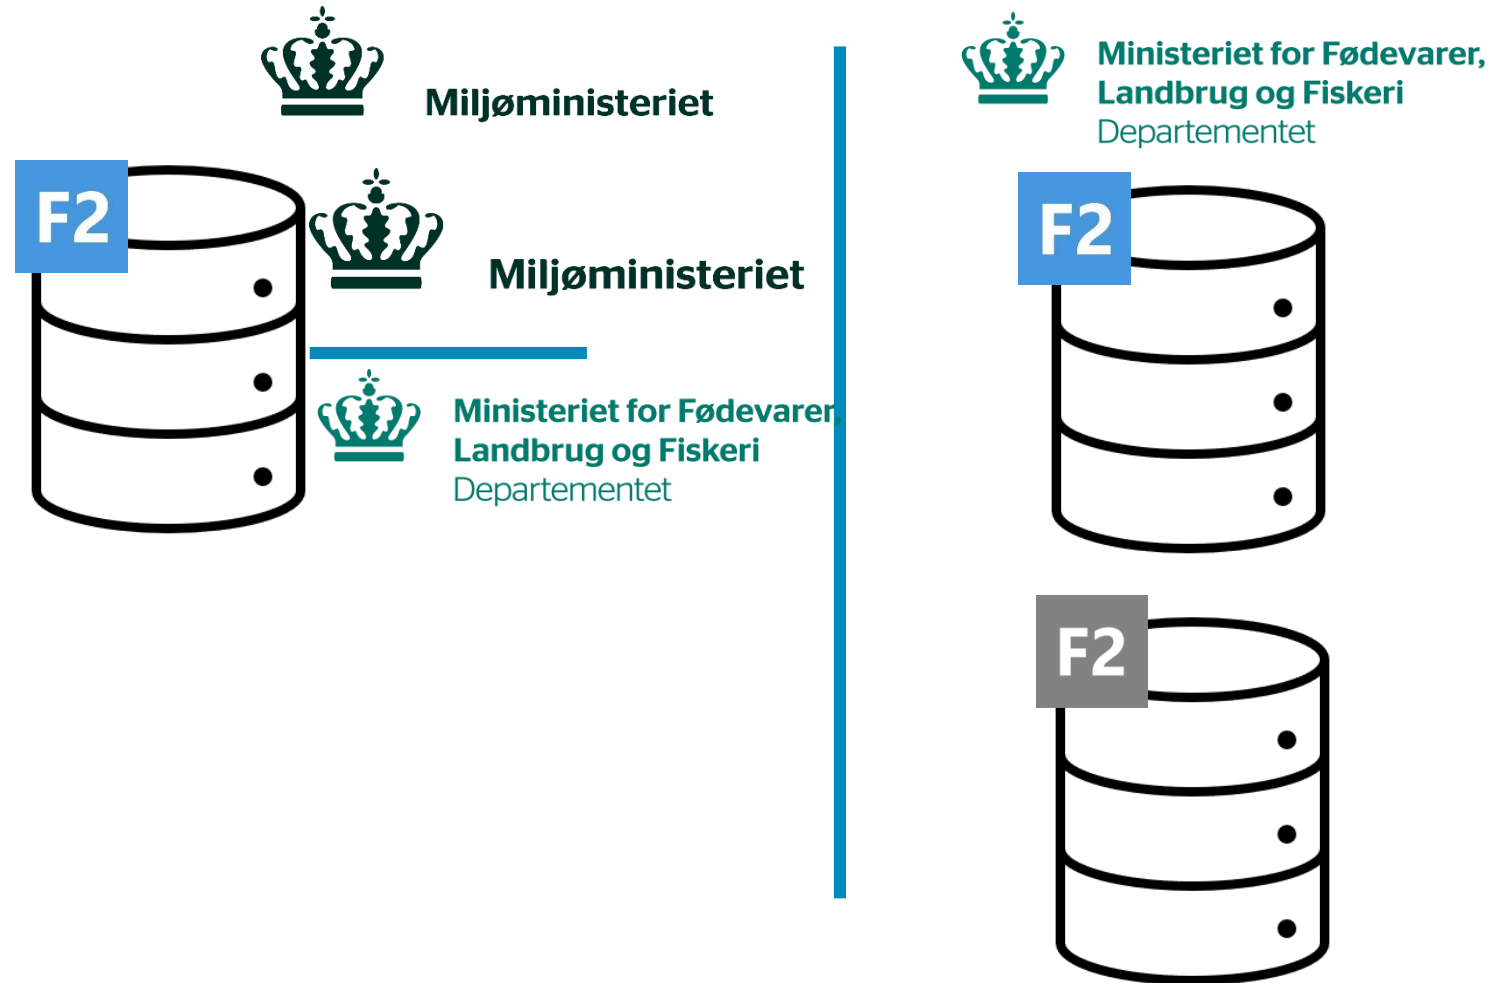 Miljøministeriet
F2
Miljøministeriet
Ministeriet for Fødevarer,
Landbrug og Fiskeri
Departementet
Ministeriet for Fødevarer,
Landbrug og Fiskeri
Departementet
F2
F2